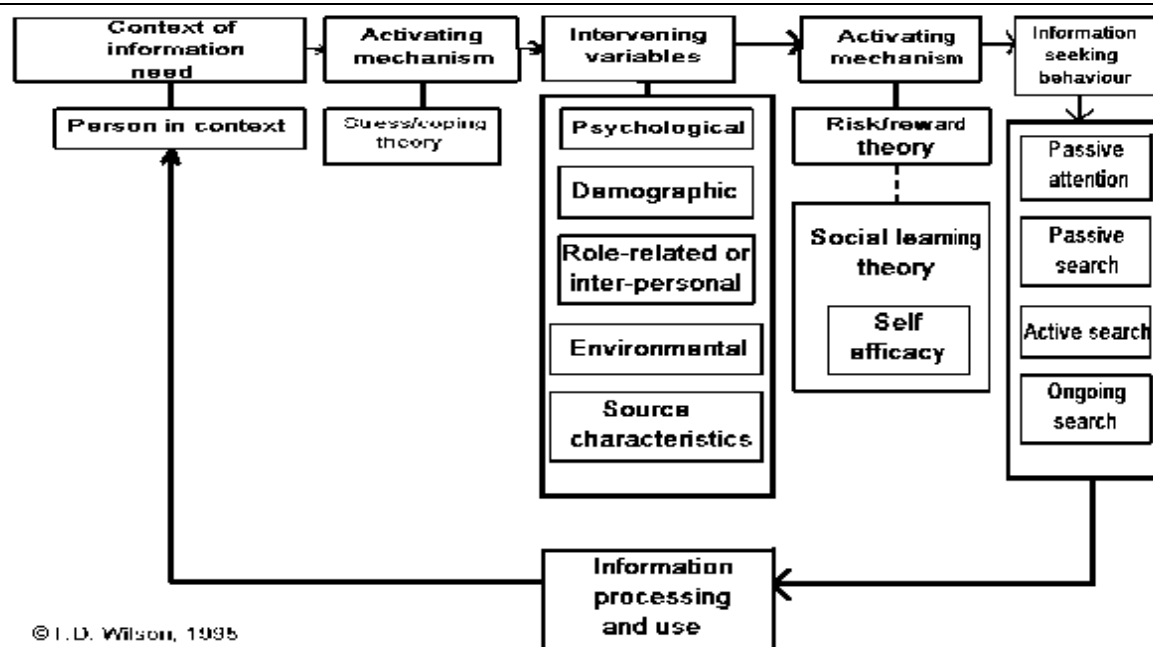 Context of
information
need
Activating
mechanism
Intervening
variables
Activating
mechanism
Information
seeking
behaviour
Person in context
Stress/coping
theory
Psychological
Demographic
Role-related or
inter-personal
Environmental
Source
characteristics
Risk/reward
theory
Social learning
theory
Self
efficacy
Passive
attention
Passive
search
Active search
Ongoing
search
Information
processing
and use
© T.D. Wilson, 1995